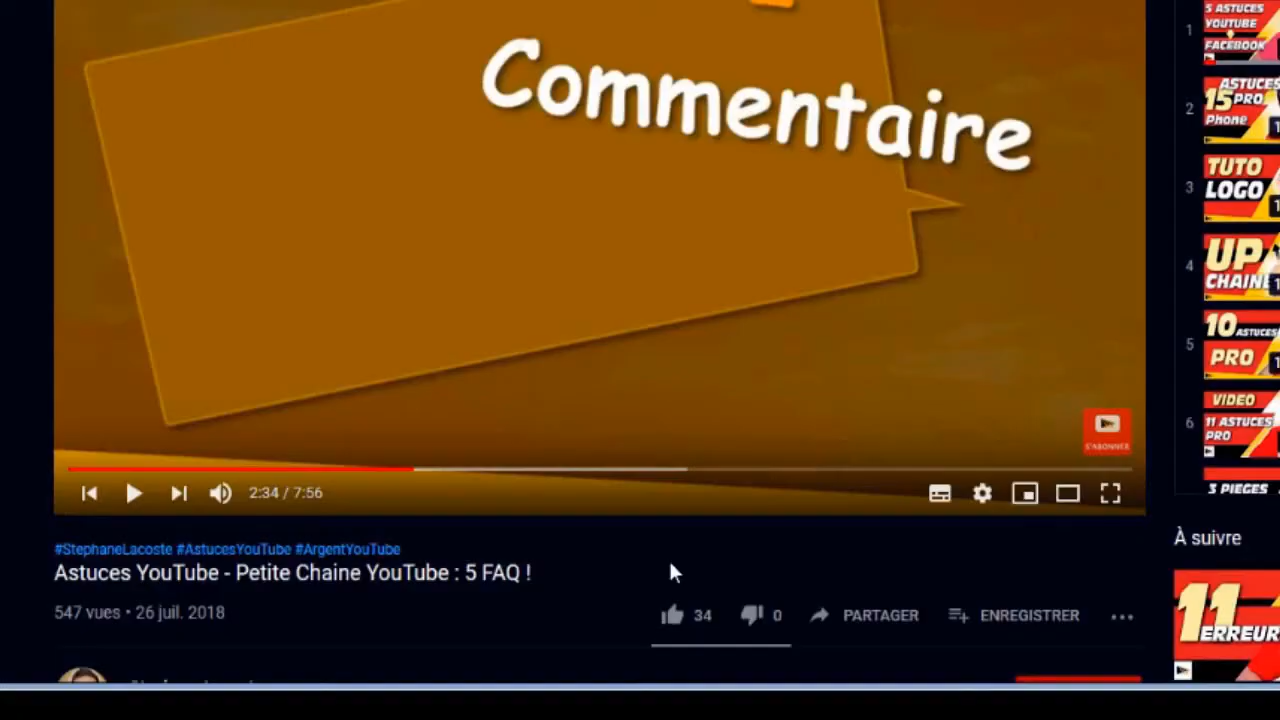 Commentaire
S'ABONNER
2:34 / 7:56
#StephaneLacoste #AstucesYouTube #ArgentYouTube
Astuces YouTube - Petite Chaine YouTube : 5 FAQ !
547 vues • 26 juil. 2018
34
0
PARTAGER
ENREGISTRER
1
5 ASTUCES
YOUTUBE
FACEBOOK
2
ASTUCES
15 PRO
Phone
3
TUTO
LOGO
4
UP
CHAINE
5
10 ASTUCES
PRO
6
VIDEO
11 ASTUCES
PRO
3 PIEGES
À suivre
11
ERREUR